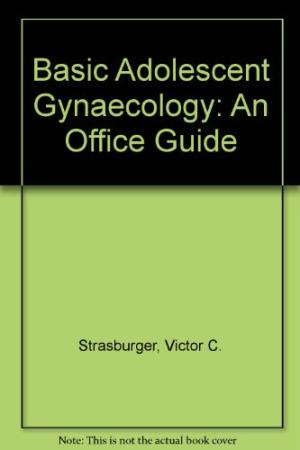 Basic Adolescent
Gynaecology: An
Office Guide
Strasburger, Victor C.
Note: This is not the actual book cover